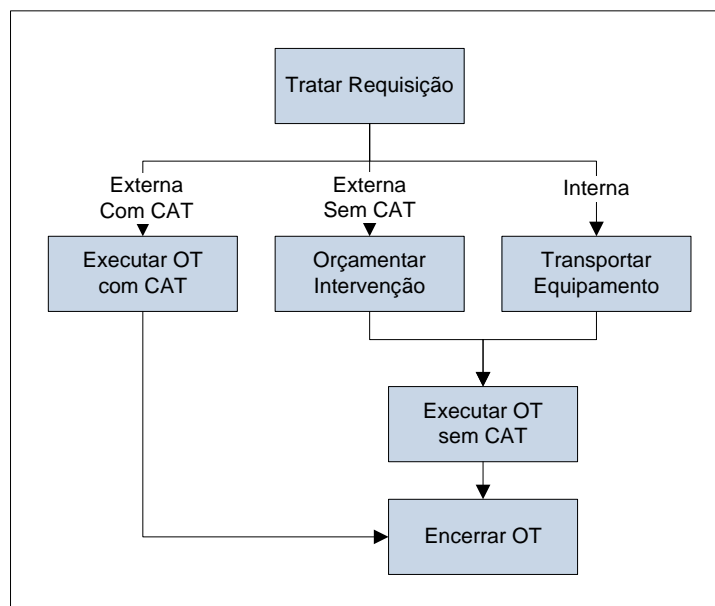 Tratar Requisição
Externa
Com CAT
Externa
Sem CAT
Interna
Executar OT
com CAT
Orçamentar
Intervenção
Transportar
Equipamento
Executar OT
sem CAT
Encerrar OT